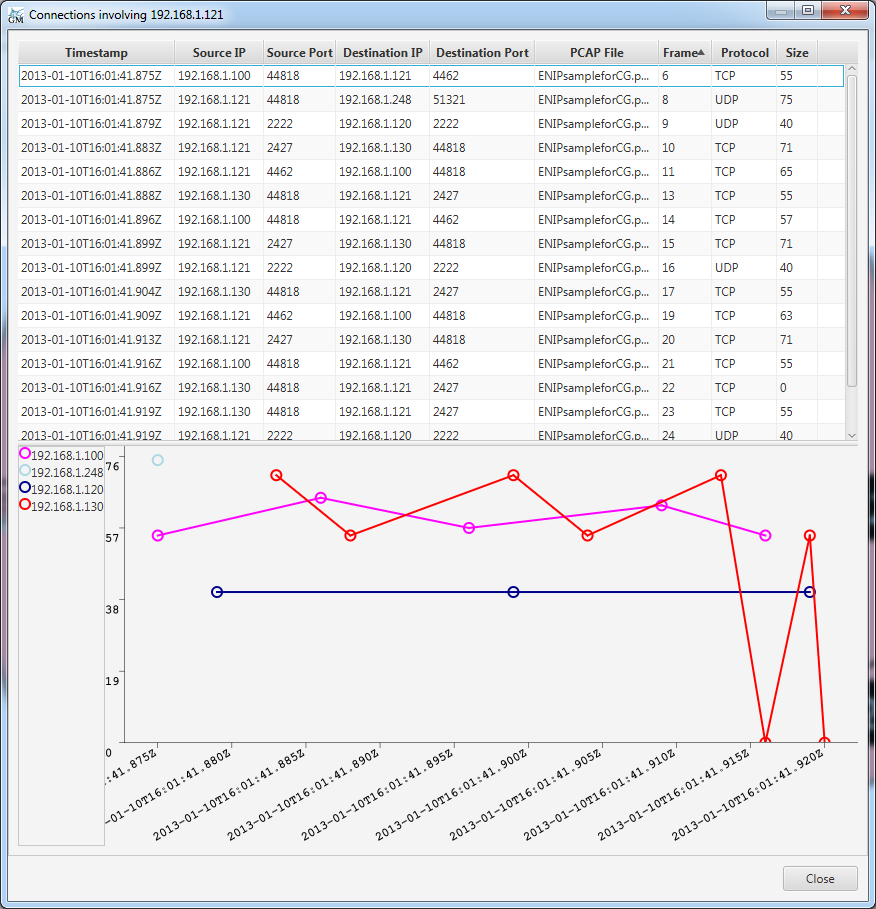 GM Connections involving 192.168.1.121
Timestamp Source IP Source Port Destination IP Destination Port PCAP File Frame Protocol Size
2013-01-10T16:01:41.875Z 192.168.1.100 44818 192.168.1.121 4462 ENIPsampleforCG.p... 6 TCP 55
2013-01-10T16:01:41.875Z 192.168.1.121 44818 192.168.1.248 51321 ENIPsampleforCG.p... 8 UDP 75
2013-01-10T16:01:41.879Z 192.168.1.121 2222 192.168.1.120 2222 ENIPsampleforCG.p... 9 UDP 40
2013-01-10T16:01:41.883Z 192.168.1.121 2427 192.168.1.130 44818 ENIPsampleforCG.p... 10 TCP 71
2013-01-10T16:01:41.886Z 192.168.1.121 4462 192.168.1.100 44818 ENIPsampleforCG.p... 11 TCP 65
2013-01-10T16:01:41.888Z 192.168.1.130 44818 192.168.1.121 2427 ENIPsampleforCG.p... 13 TCP 55
2013-01-10T16:01:41.896Z 192.168.1.100 44818 192.168.1.121 4462 ENIPsampleforCG.p... 14 TCP 57
2013-01-10T16:01:41.899Z 192.168.1.121 2427 192.168.1.130 44818 ENIPsampleforCG.p... 15 TCP 71
2013-01-10T16:01:41.899Z 192.168.1.121 2222 192.168.1.120 2222 ENIPsampleforCG.p... 16 UDP 40
2013-01-10T16:01:41.904Z 192.168.1.130 44818 192.168.1.121 2427 ENIPsampleforCG.p... 17 TCP 55
2013-01-10T16:01:41.909Z 192.168.1.121 4462 192.168.1.100 44818 ENIPsampleforCG.p... 19 TCP 63
2013-01-10T16:01:41.913Z 192.168.1.121 2427 192.168.1.130 44818 ENIPsampleforCG.p... 20 TCP 71
2013-01-10T16:01:41.916Z 192.168.1.100 44818 192.168.1.121 4462 ENIPsampleforCG.p... 21 TCP 55
2013-01-10T16:01:41.916Z 192.168.1.130 44818 192.168.1.121 2427 ENIPsampleforCG.p... 22 TCP 0
2013-01-10T16:01:41.919Z 192.168.1.130 44818 192.168.1.121 2427 ENIPsampleforCG.p... 23 TCP 55
2013-01-10T16:01:41.919Z 192.168.1.121 2222 192.168.1.120 2222 ENIPsampleforCG.p... 24 UDP 40
192.168.1.100
192.168.1.248
192.168.1.120
192.168.1.130
76
57
38
19
0
:41.875Z
-01-10T16:01:41.880Z
2013-01-10T16:01:41.885Z
2013-01-10T16:01:41.890Z
2013-01-10T16:01:41.895Z
2013-01-10T16:01:41.900Z
2013-01-10T16:01:41.905Z
2013-01-10T16:01:41.910Z
2013-01-10T16:01:41.915Z
2013-01-10T16:01:41.920Z
Close